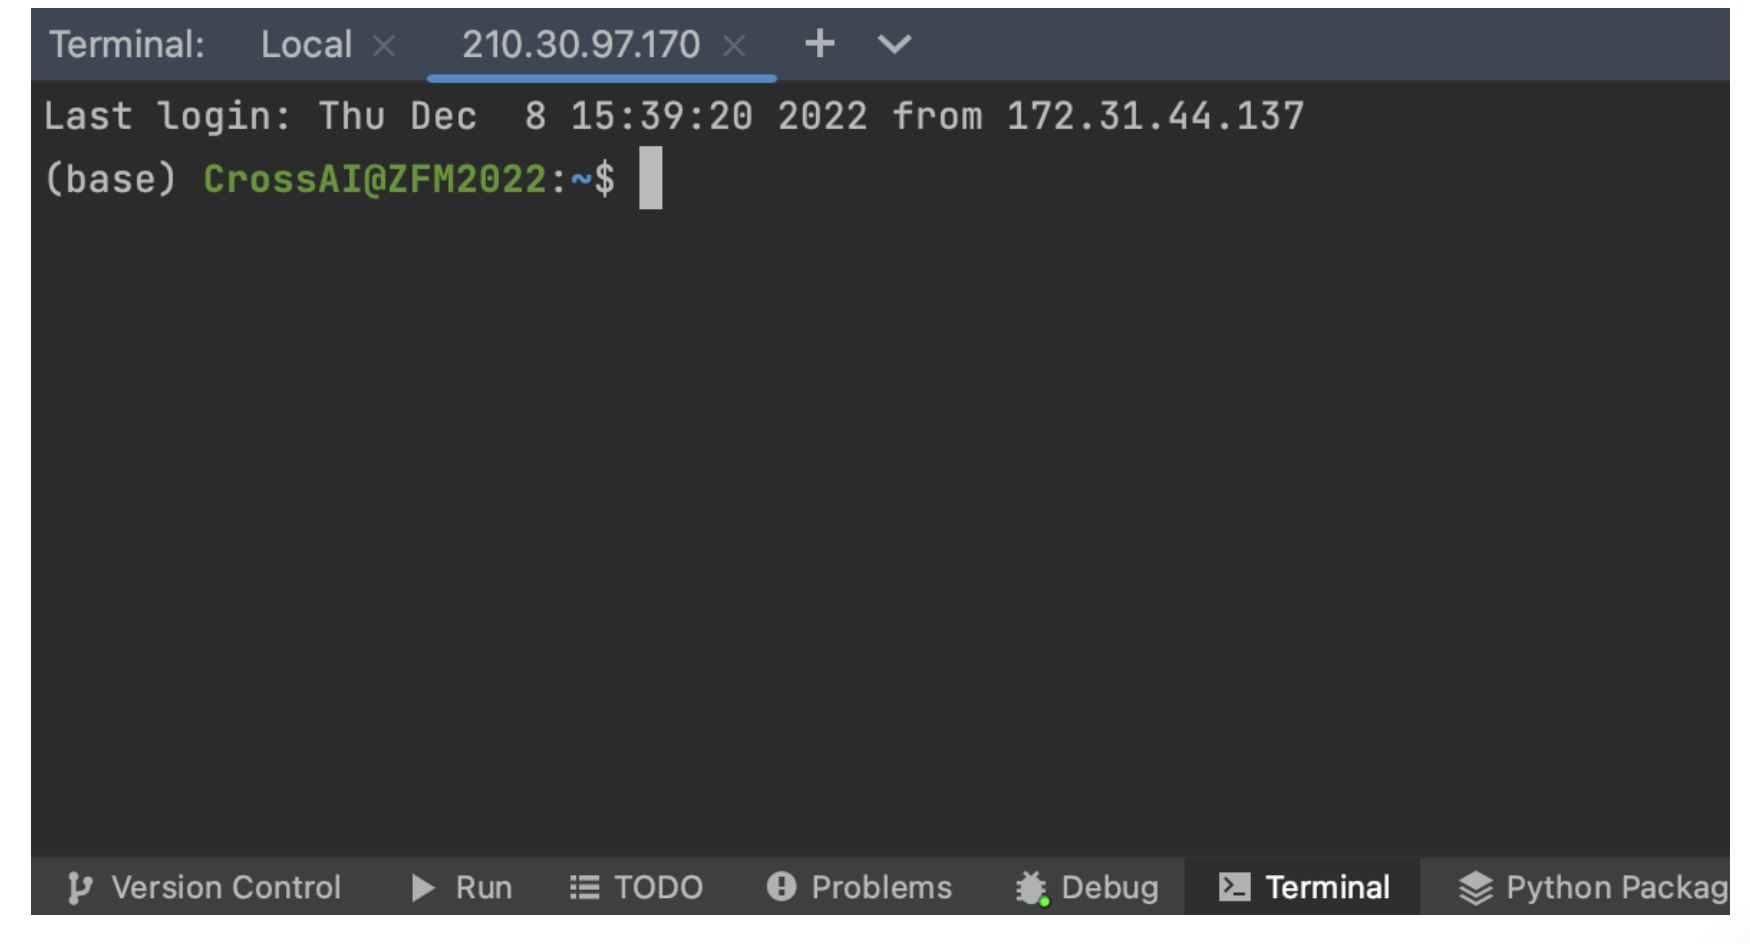 Terminal: Local × 210.30.97.170 × +
Last login: Thu Dec  8 15:39:20 2022 from 172.31.44.137
(base) CrossAI@ZFM2022:~$
Version Control Run TODO Problems Debug Terminal Python Packag